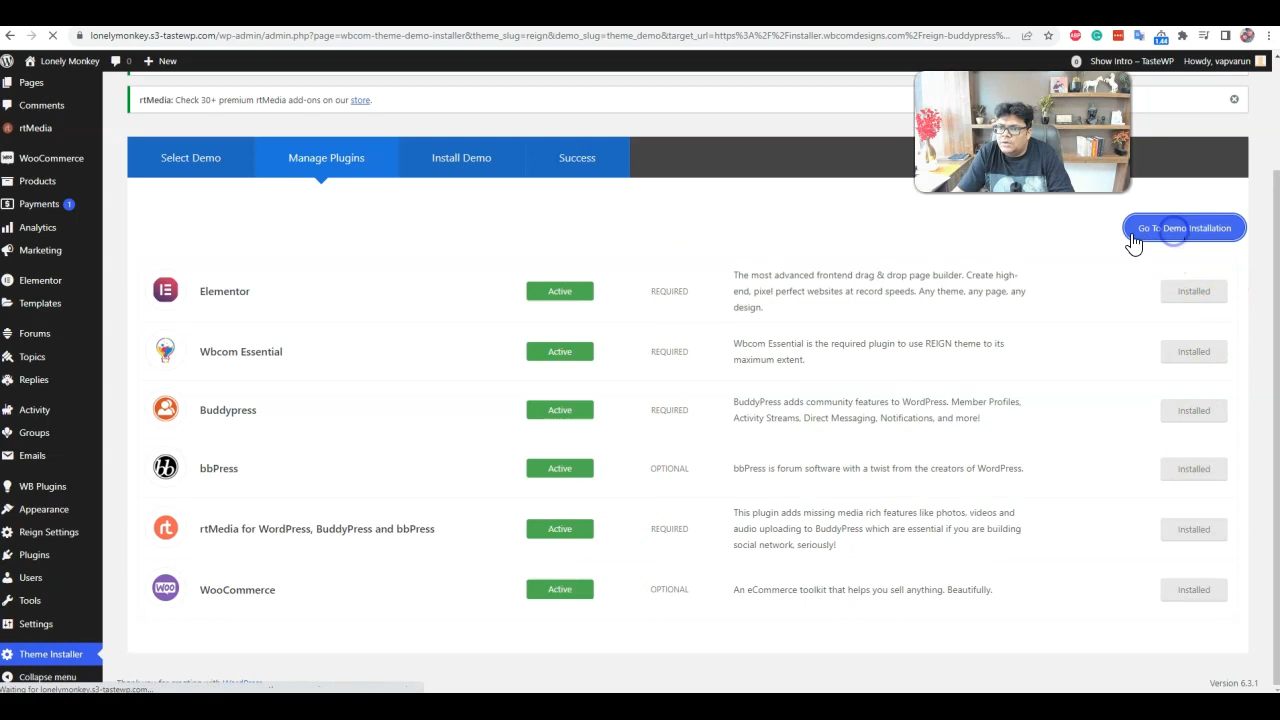 lonelymonkey.s3-tastewp.com/wp-admin/admin.php?page=wbcom-theme-demo-installer&theme_slug=reign&demo_slug=theme_demo&target_url=https%3A%2F%2Finstaller.wbcomdesigns.com%2Freign-buddypress%...
1.44
Lonely Monkey 0 New 0 Show Intro – TasteWP Howdy, vapvarun
Pages
Comments
rtMedia
WooCommerce
Products
Payments 1
Analytics
Marketing
Elementor
Templates
Forums
Topics
Replies
Activity
Groups
Emails
WB Plugins
Appearance
Reign Settings
Plugins
Users
Tools
Settings
Theme Installer
Collapse menu
rtMedia: Check 30+ premium rtMedia add-ons on our store.
Select Demo Manage Plugins Install Demo Success
Go To Demo Installation
Elementor Active REQUIRED
The most advanced frontend drag & drop page builder. Create high-
end, pixel perfect websites at record speeds. Any theme, any page, any
design.
Installed
Wbcom Essential Active REQUIRED
Wbcom Essential is the required plugin to use REIGN theme to its
maximum extent.
Installed
Buddypress Active REQUIRED
BuddyPress adds community features to WordPress. Member Profiles,
Activity Streams, Direct Messaging, Notifications, and more!
Installed
bbPress Active OPTIONAL
bbPress is forum software with a twist from the creators of WordPress.
Installed
rtMedia for WordPress, BuddyPress and bbPress Active REQUIRED
This plugin adds missing media rich features like photos, videos and
audio uploading to BuddyPress which are essential if you are building
social network, seriously!
Installed
WooCommerce Active OPTIONAL
An eCommerce toolkit that helps you sell anything. Beautifully.
Installed
Thank you for creating with WordPress
Version 6.3.1
Waiting for lonelymonkey.s3-tastewp.com...